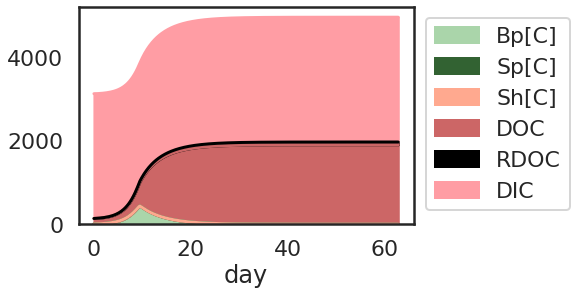 4000
2000
0
0
20
40
60
day
Bp[C]
Sp[C]
Sh[C]
DOC
RDOC
DIC